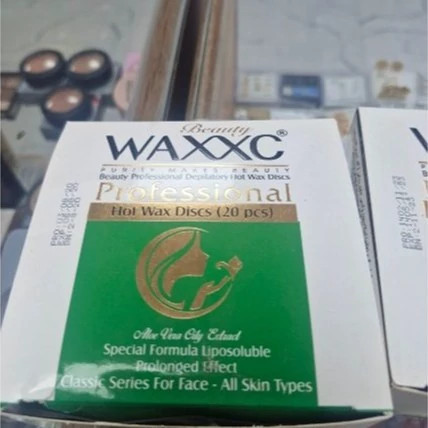 Beauty
WAXXC®
PURITY MAKES BEAUTY
Beauty Professional Depilatory Hot Wax Discs
Professional
Hot Wax Discs (20 pcs)
Aloe Vera Oily Extract
Special Formula Liposoluble
Prolonged Effect
Classic Series For Face - All Skin Types